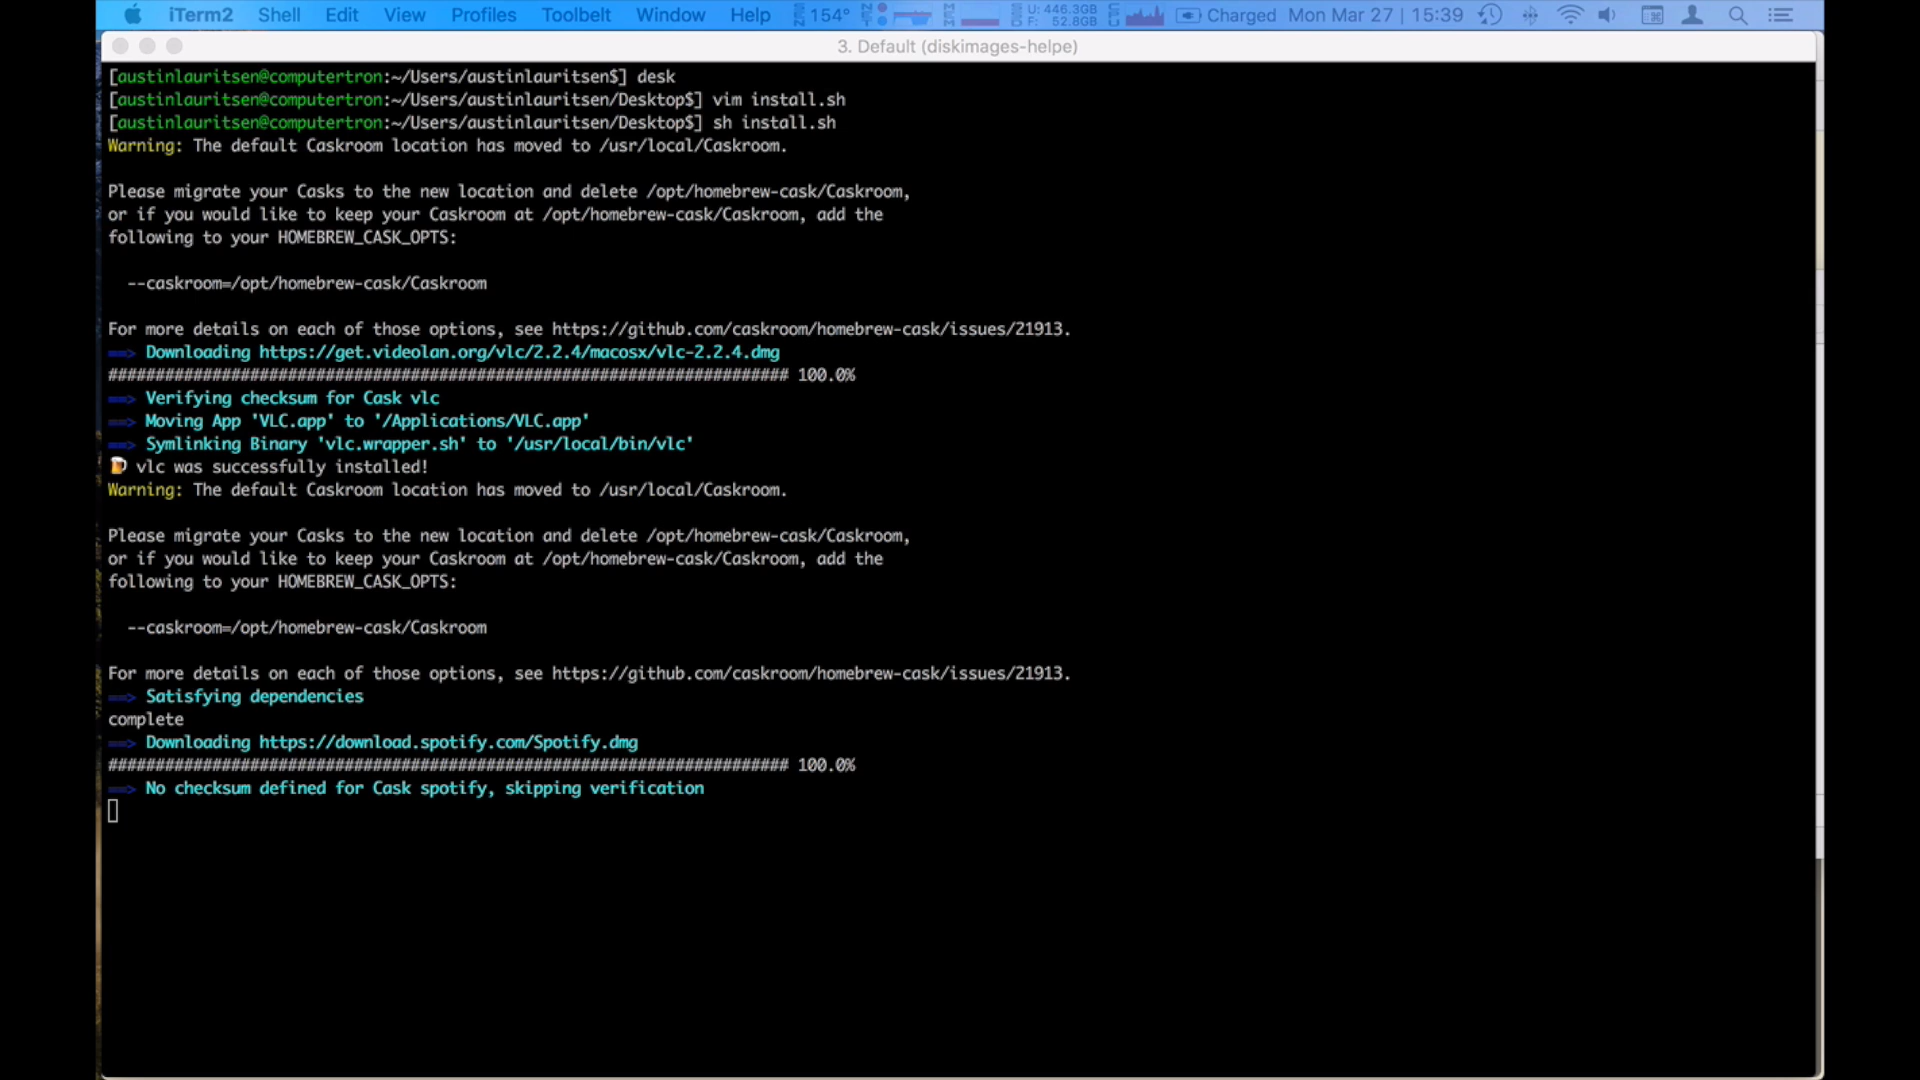 iTerm2 Shell Edit View Profiles Toolbelt Window Help 154° U: 446.3GB F: 52.8GB Charged Mon Mar 27 | 15:39
3. Default (diskimages-helpe)
[austinlauritsen@computertron:~/Users/austinlauritsen$] desk
[austinlauritsen@computertron:~/Users/austinlauritsen/Desktop$] vim install.sh
[austinlauritsen@computertron:~/Users/austinlauritsen/Desktop$] sh install.sh
Warning: The default Caskroom location has moved to /usr/local/Caskroom.
Please migrate your Casks to the new location and delete /opt/homebrew-cask/Caskroom,
or if you would like to keep your Caskroom at /opt/homebrew-cask/Caskroom, add the
following to your HOMEBREW_CASK_OPTS:
--caskroom=/opt/homebrew-cask/Caskroom
For more details on each of those options, see https://github.com/caskroom/homebrew-cask/issues/21913.
==> Downloading https://get.videolan.org/vlc/2.2.4/macosx/vlc-2.2.4.dmg
######################################################################## 100.0%
==> Verifying checksum for Cask vlc
==> Moving App 'VLC.app' to '/Applications/VLC.app'
==> Symlinking Binary 'vlc.wrapper.sh' to '/usr/local/bin/vlc'
🍺 vlc was successfully installed!
Warning: The default Caskroom location has moved to /usr/local/Caskroom.
Please migrate your Casks to the new location and delete /opt/homebrew-cask/Caskroom,
or if you would like to keep your Caskroom at /opt/homebrew-cask/Caskroom, add the
following to your HOMEBREW_CASK_OPTS:
--caskroom=/opt/homebrew-cask/Caskroom
For more details on each of those options, see https://github.com/caskroom/homebrew-cask/issues/21913.
==> Satisfying dependencies
complete
==> Downloading https://download.spotify.com/Spotify.dmg
######################################################################## 100.0%
==> No checksum defined for Cask spotify, skipping verification